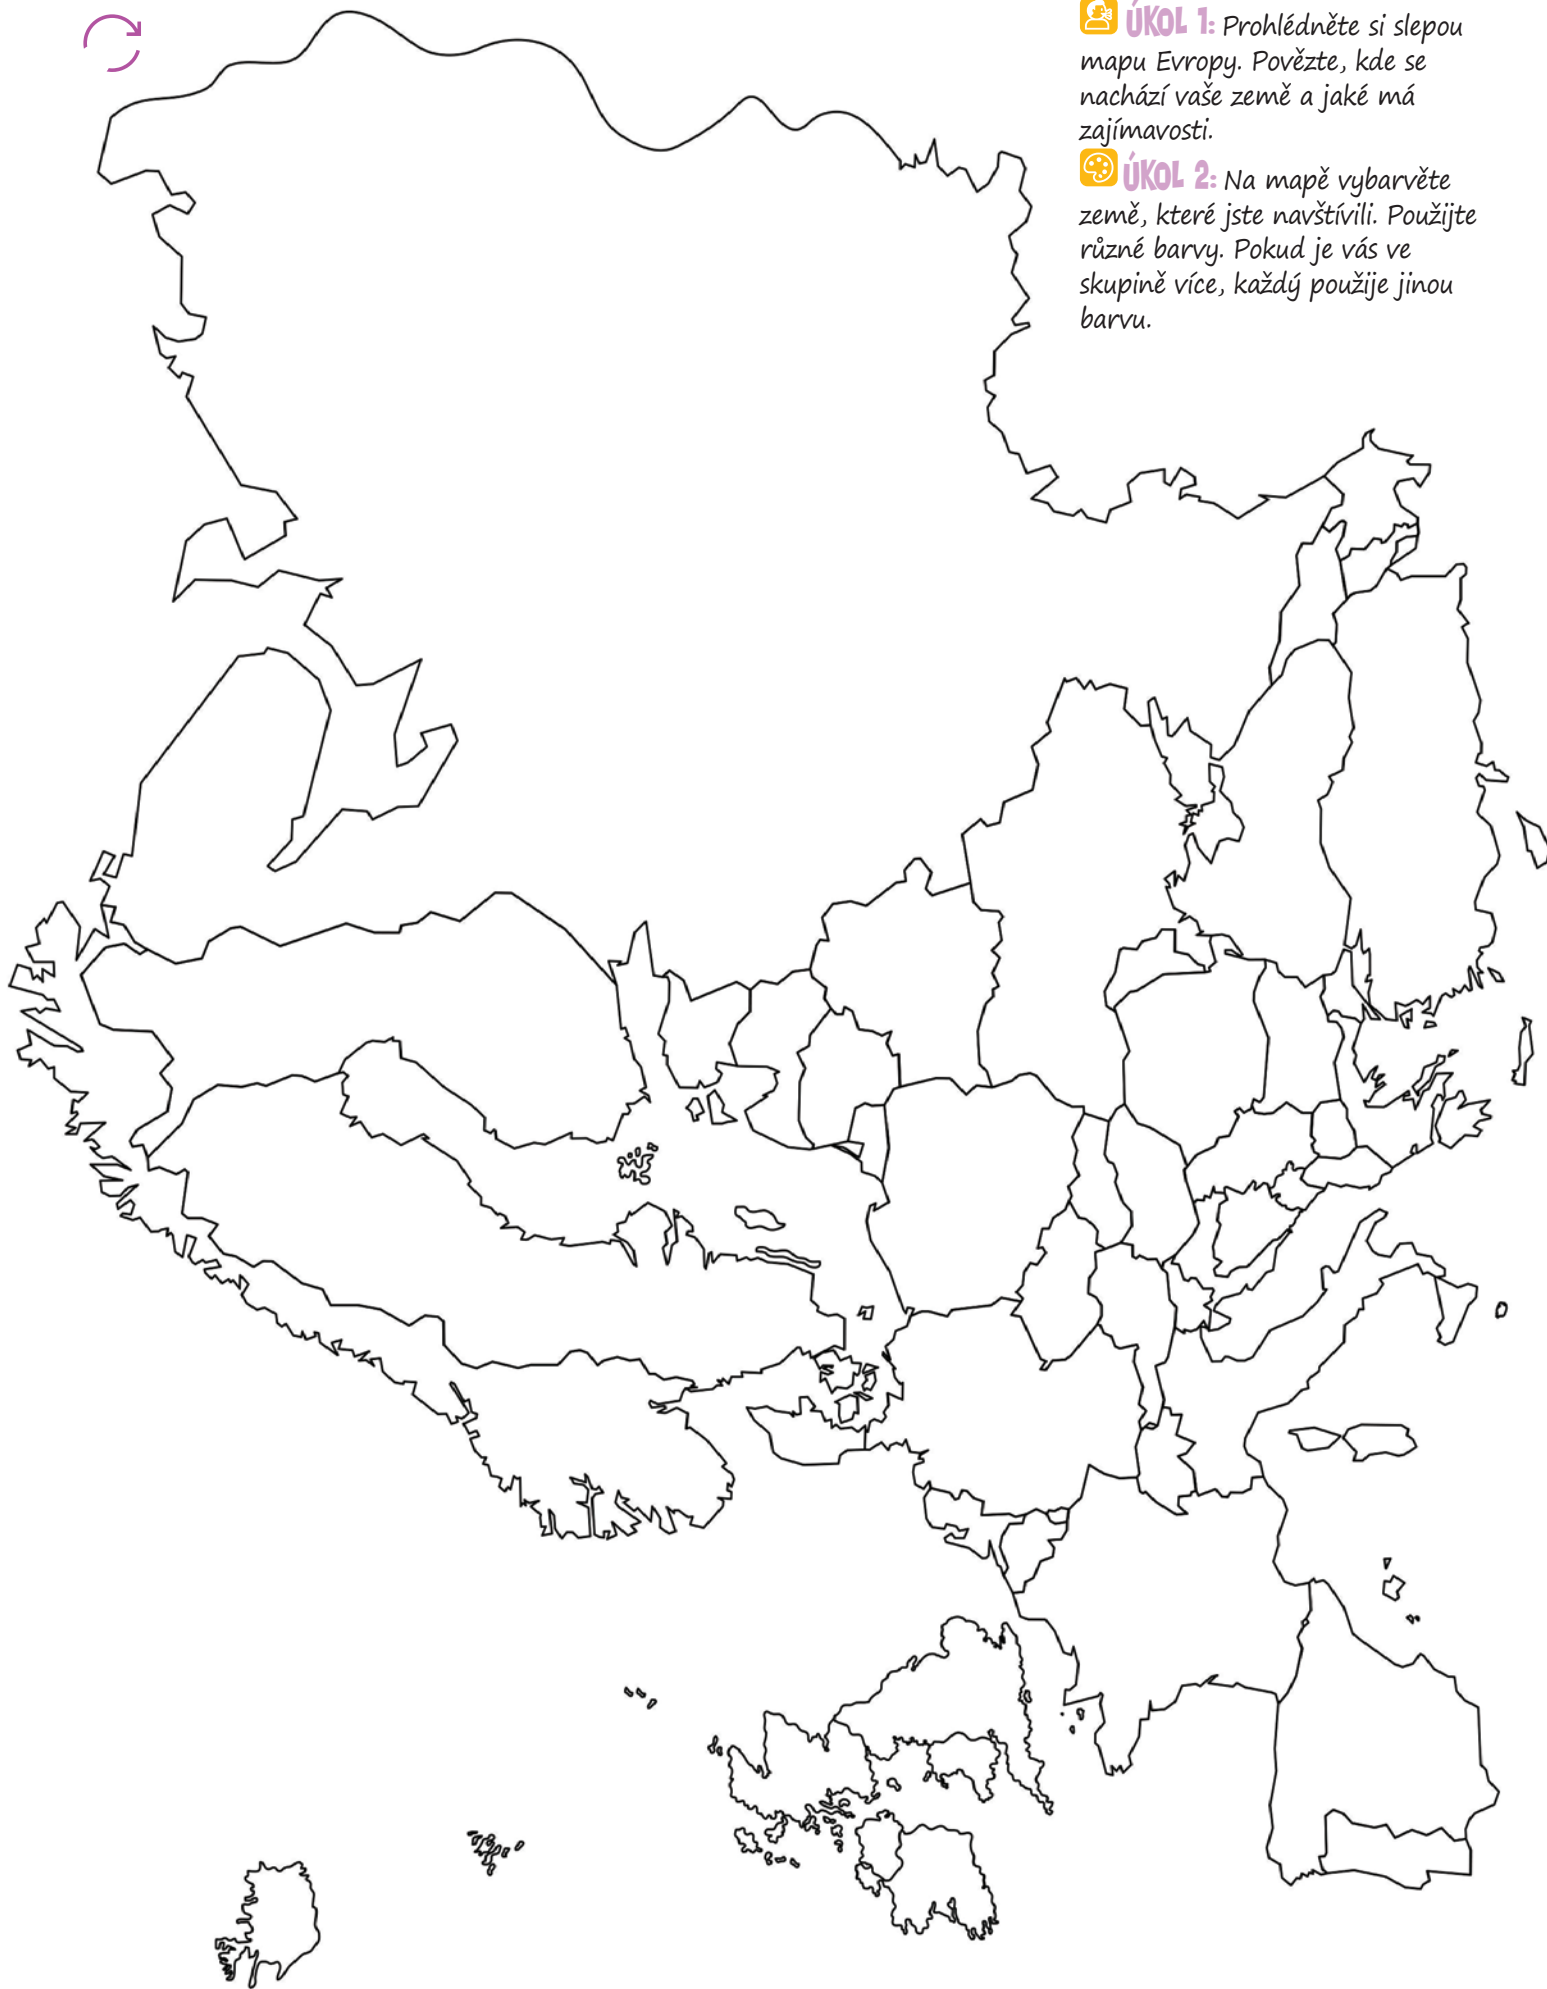 ÚKOL 1: Prohlédněte si slepou
mapu Evropy. Povězte, kde se
nachází vaše země a jaké má
zajímavosti.
ÚKOL 2: Na mapě vybarvěte
země, které jste navštívili. Použijte
různé barvy. Pokud je vás ve
skupině více, každý použije jinou
barvu.